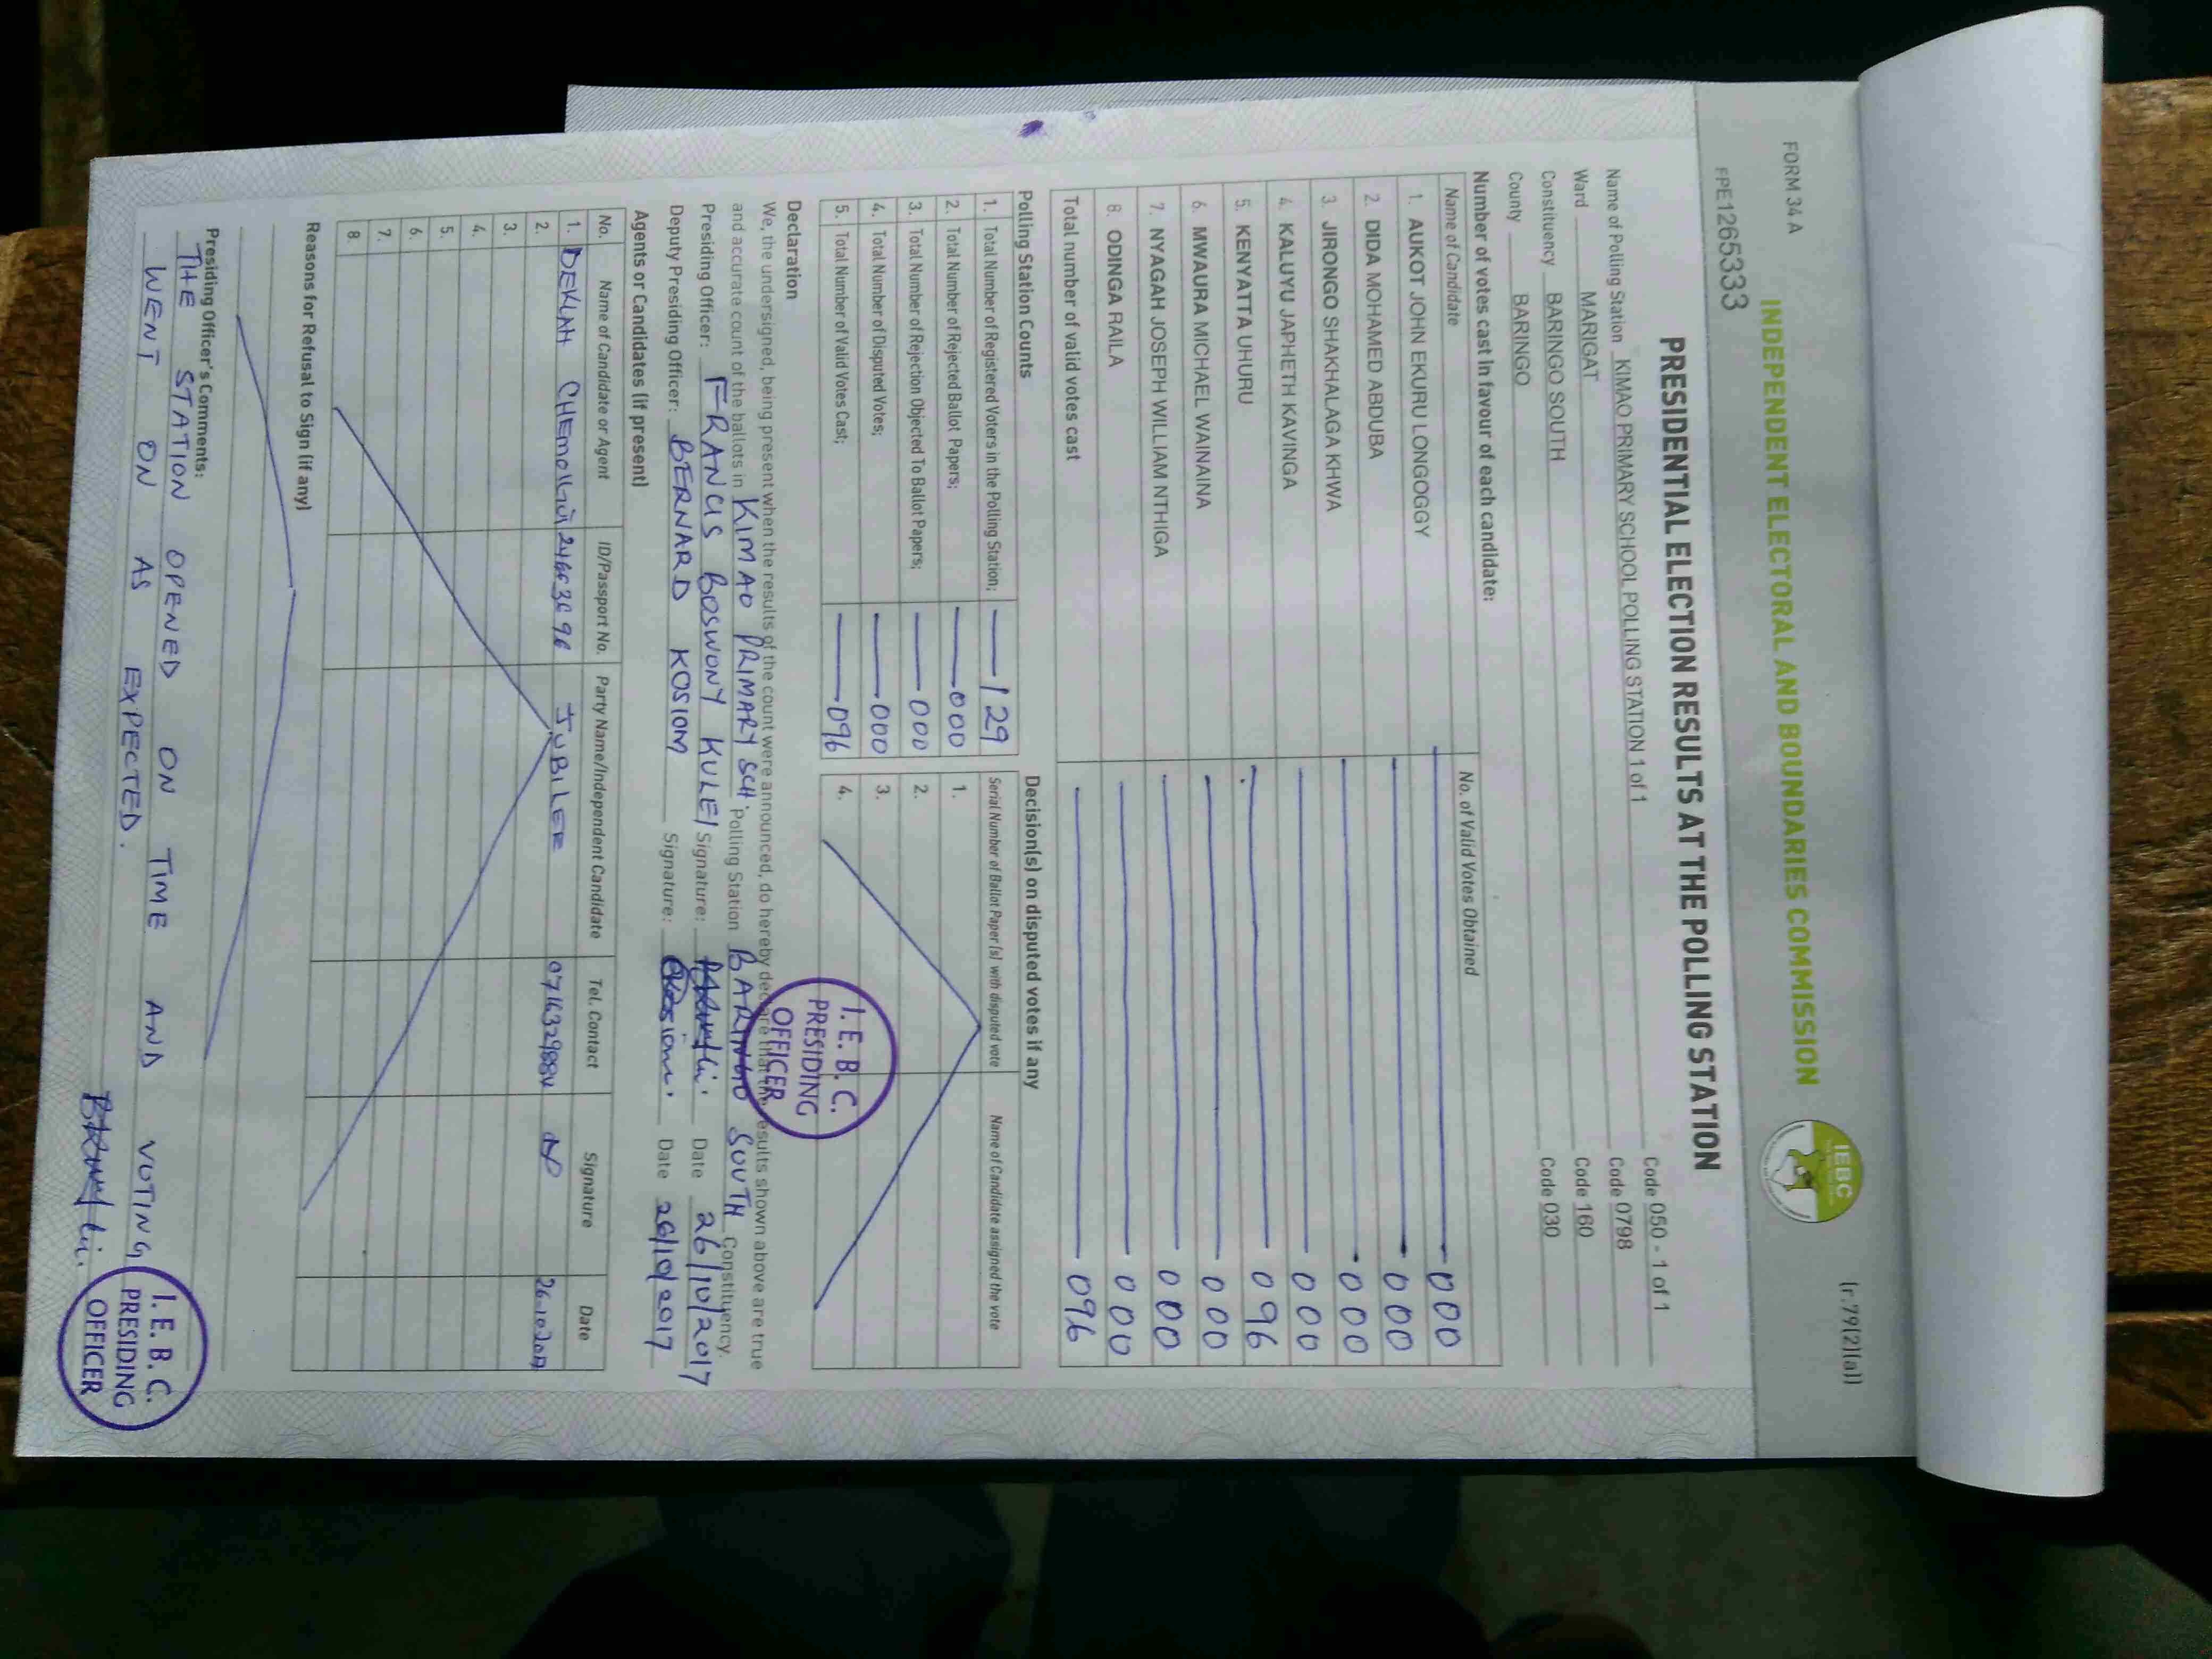 FORM 34 A
(r.79(2)(a))
INDEPENDENT ELECTORAL AND BOUNDARIES COMMISSION
IEBC
FPE1265333
PRESIDENTIAL ELECTION RESULTS AT THE POLLING STATION
Name of Polling Station KIMAO PRIMARY SCHOOL POLLING STATION 1 of 1 Code 050 - 1 of 1
Ward MARIGAT Code 0798
Constituency BARINGO SOUTH Code 160
County BARINGO Code 030
Number of votes cast in favour of each candidate:
Name of Candidate No. of Valid Votes Obtained
1. AUKOT JOHN EKURU LONGOGGY 000
2. DIDA MOHAMED ABDUBA 000
3. JIRONGO SHAKHALAGA KHWA 000
4. KALUYU JAPHETH KAVINGA 000
5. KENYATTA UHURU 096
6. MWAURA MICHAEL WAINAINA 000
7. NYAGAH JOSEPH WILLIAM NTHIGA 000
8. ODINGA RAILA 000
Total number of valid votes cast 096
Polling Station Counts
1. Total Number of Registered Voters in the Polling Station; 129
2. Total Number of Rejected Ballot Papers; 000
3. Total Number of Rejection Objected To Ballot Papers; 000
4. Total Number of Disputed Votes; 000
5. Total Number of Valid Votes Cast; 096
Decision(s) on disputed votes if any
Serial Number of Ballot Paper (s) with disputed vote Name of Candidate assigned the vote
1.
2.
3.
4.
I. E. B. C.
PRESIDING
OFFICER
Declaration
We, the undersigned, being present when the results of the count were announced, do hereby declare that the results shown above are true
and accurate count of the ballots in KIMAO PRIMARY SCH. Polling Station BARINGO SOUTH Constituency.
Presiding Officer: FRANCIS BOSWONY KULEI Signature: Date 26/10/2017
Deputy Presiding Officer: BERNARD KOSIOM Signature: Date 26/10/2017
Agents or Candidates (if present)
No. Name of Candidate or Agent ID/Passport No. Party Name/Independent Candidate Tel. Contact Signature Date
1. DEKLAH JUBILEE 26.10.2017
2.
3.
4.
5.
6.
7.
8.
Reasons for Refusal to Sign (if any)
Presiding Officer's Comments:
THE STATION OPENED ON TIME AND VOTING
WENT ON AS EXPECTED.
I. E. B. C.
PRESIDING
OFFICER